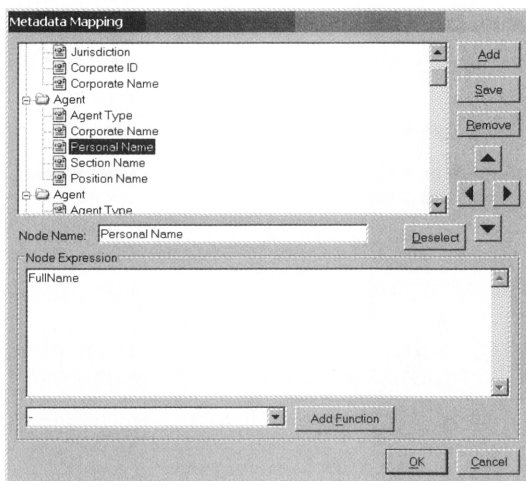 Metadata Mapping
Jurisdiction
Corporate ID
Corporate Name
Agent
Agent Type
Corporate Name
Personal Name
Section Name
Position Name
Agent
Agent Type
Add
Save
Remove
Node Name: Personal Name
Deselect
Node Expression
FullName
-
Add Function
OK
Cancel